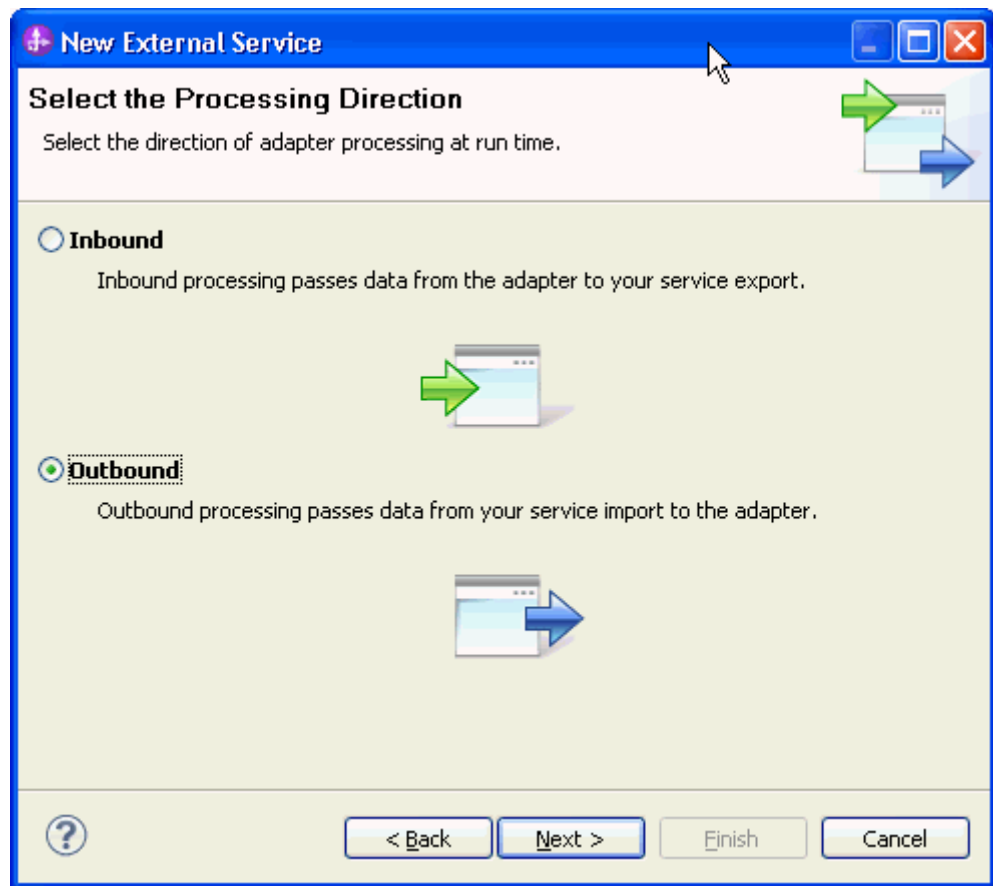 New External Service
Select the Processing Direction
Select the direction of adapter processing at run time.
Inbound
Inbound processing passes data from the adapter to your service export.
Outbound
Outbound processing passes data from your service import to the adapter.
?
< Back
Next >
Finish
Cancel